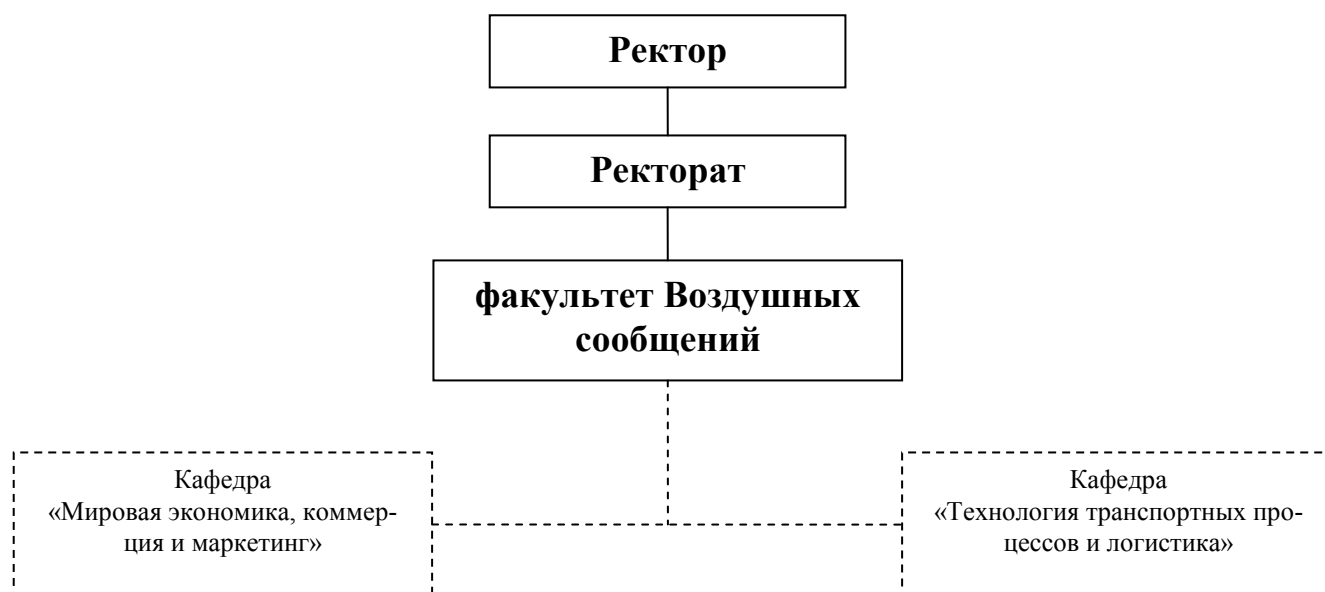 Ректор
Ректорат
факультет Воздушных
сообщений
Кафедра
«Мировая экономика, коммер-
ция и маркетинг»
Кафедра
«Технология транспортных про-
цессов и логистика»